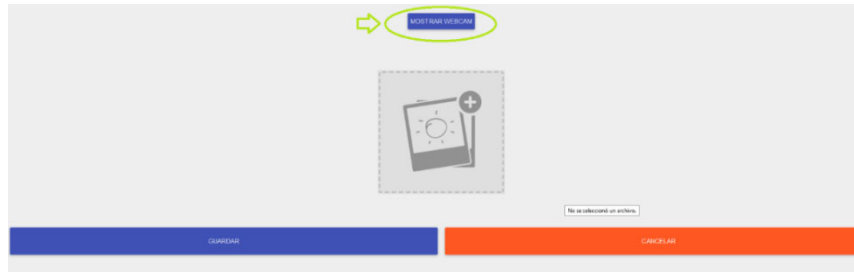 MOSTRAR WEBCAM
No se seleccionó un archivo.
GUARDAR
CANCELAR